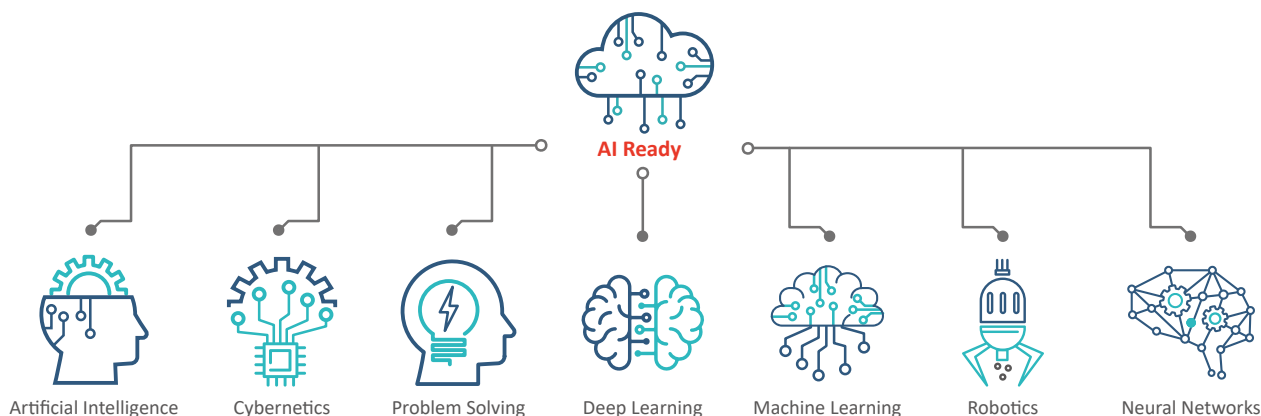 AI Ready
Artificial Intelligence
Cybernetics
Problem Solving
Deep Learning
Machine Learning
Robotics
Neural Networks